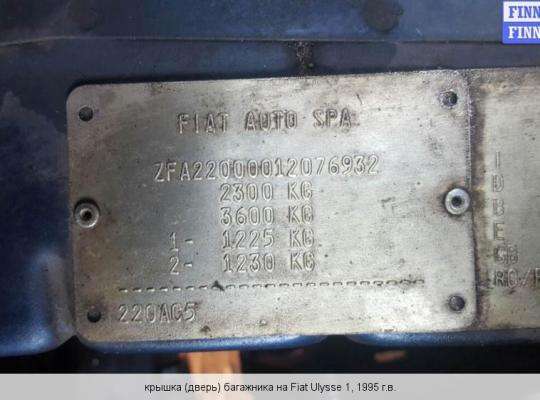 FINN
FINN
FIAT AUTO SPA
ZFA22000012076932
2300 KG
3600 KG
1- 1225 KG
2- 1230 KG
220AG5
крышка (дверь) багажника на Fiat Ulysse 1, 1995 г.в.